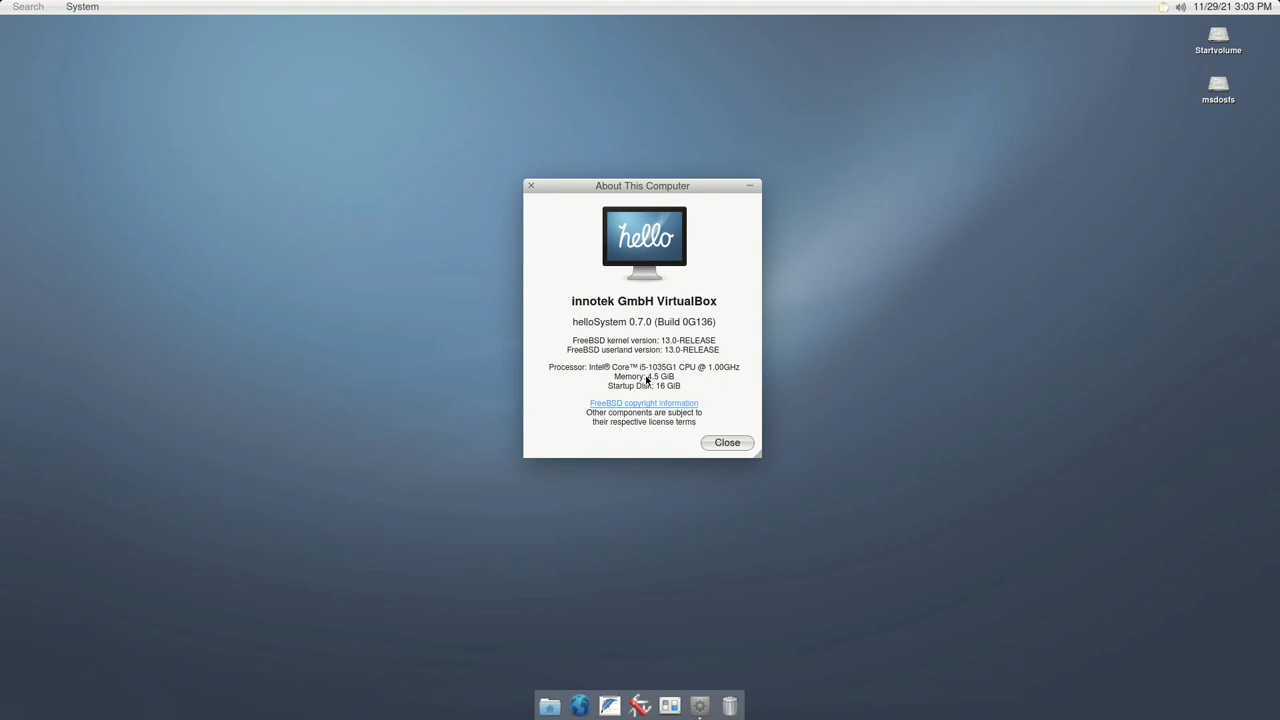 Search System 11/29/21 3:03 PM
Startvolume
msdosfs
About This Computer
hello
innotek GmbH VirtualBox
helloSystem 0.7.0 (Build 0G136)
FreeBSD kernel version: 13.0-RELEASE
FreeBSD userland version: 13.0-RELEASE
Processor: Intel® Core™ i5-1035G1 CPU @ 1.00GHz
Memory: 4.5 GiB
Startup Disk: 16 GiB
FreeBSD copyright information
Other components are subject to
their respective license terms
Close